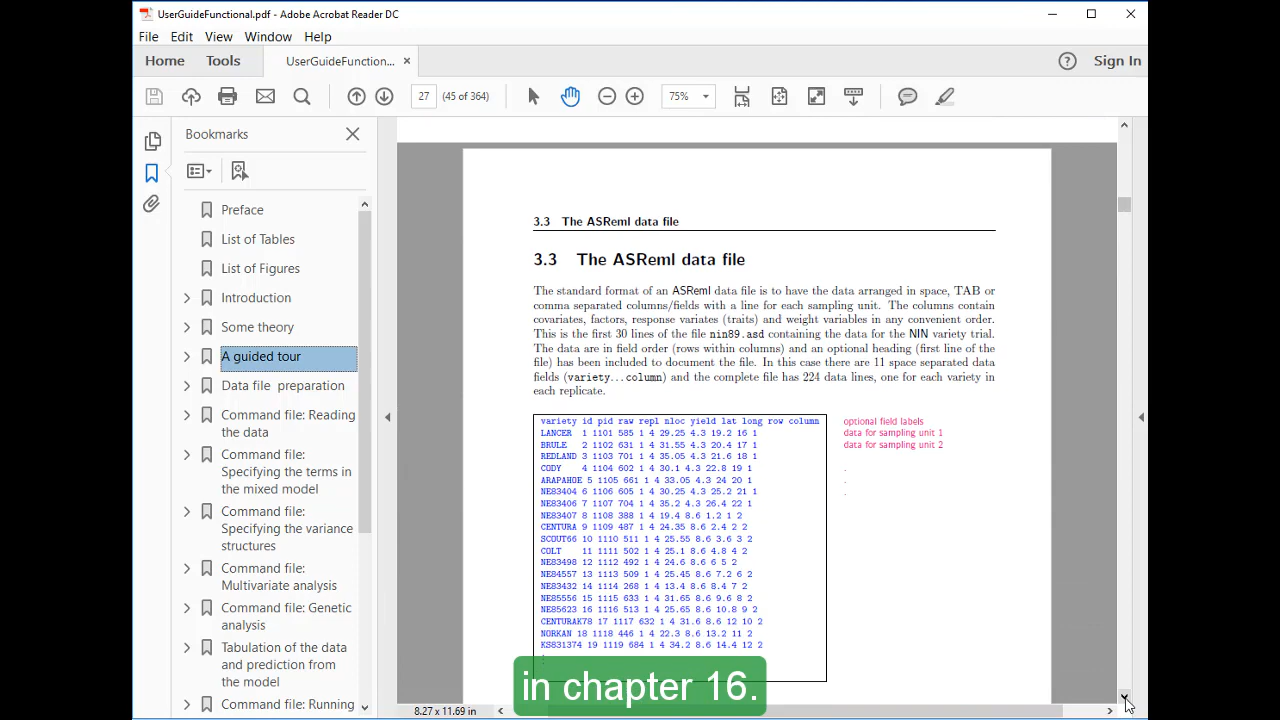 UserGuideFunctional.pdf - Adobe Acrobat Reader DC
File Edit View Window Help
Home Tools UserGuideFunction... × Sign In
27 (45 of 364) 75%
Bookmarks
Preface
List of Tables
List of Figures
Introduction
Some theory
A guided tour
Data file preparation
Command file: Reading
the data
Command file:
Specifying the terms in
the mixed model
Command file:
Specifying the variance
structures
Command file:
Multivariate analysis
Command file: Genetic
analysis
Tabulation of the data
and prediction from
the model
Command file: Running
3.3 The ASReml data file
3.3 The ASReml data file
The standard format of an ASReml data file is to have the data arranged in space, TAB or
comma separated columns/fields with a line for each sampling unit. The columns contain
covariates, factors, response variates (traits) and weight variables in any convenient order.
This is the first 30 lines of the file nin89.asd containing the data for the NIN variety trial.
The data are in field order (rows within columns) and an optional heading (first line of the
file) has been included to document the file. In this case there are 11 space separated data
fields (variety...column) and the complete file has 224 data lines, one for each variety in
each replicate.
variety id pid raw repl nloc yield lat long row column
LANCER 1 1101 585 1 4 29.25 4.3 19.2 16 1
BRULE 2 1102 631 1 4 31.55 4.3 20.4 17 1
REDLAND 3 1103 701 1 4 35.05 4.3 21.6 18 1
CODY 4 1104 602 1 4 30.1 4.3 22.8 19 1
ARAPAHOE 5 1105 661 1 4 33.05 4.3 24 20 1
NE83404 6 1106 605 1 4 30.25 4.3 25.2 21 1
NE83406 7 1107 704 1 4 35.2 4.3 26.4 22 1
NE83407 8 1108 388 1 4 19.4 8.6 1.2 1 2
CENTURA 9 1109 487 1 4 24.35 8.6 2.4 2 2
SCOUT66 10 1110 511 1 4 25.55 8.6 3.6 3 2
COLT 11 1111 502 1 4 25.1 8.6 4.8 4 2
NE83498 12 1112 492 1 4 24.6 8.6 6 5 2
NE84557 13 1113 509 1 4 25.45 8.6 7.2 6 2
NE83432 14 1114 268 1 4 13.4 8.6 8.4 7 2
NE85556 15 1115 633 1 4 31.65 8.6 9.6 8 2
NE85623 16 1116 513 1 4 25.65 8.6 10.8 9 2
CENTURAK78 17 1117 632 1 4 31.6 8.6 12 10 2
NORKAN 18 1118 446 1 4 22.3 8.6 13.2 11 2
KS831374 19 1119 684 1 4 34.2 8.6 14.4 12 2
optional field labels
data for sampling unit 1
data for sampling unit 2
.
.
.
in chapter 16.
8.27 x 11.69 in